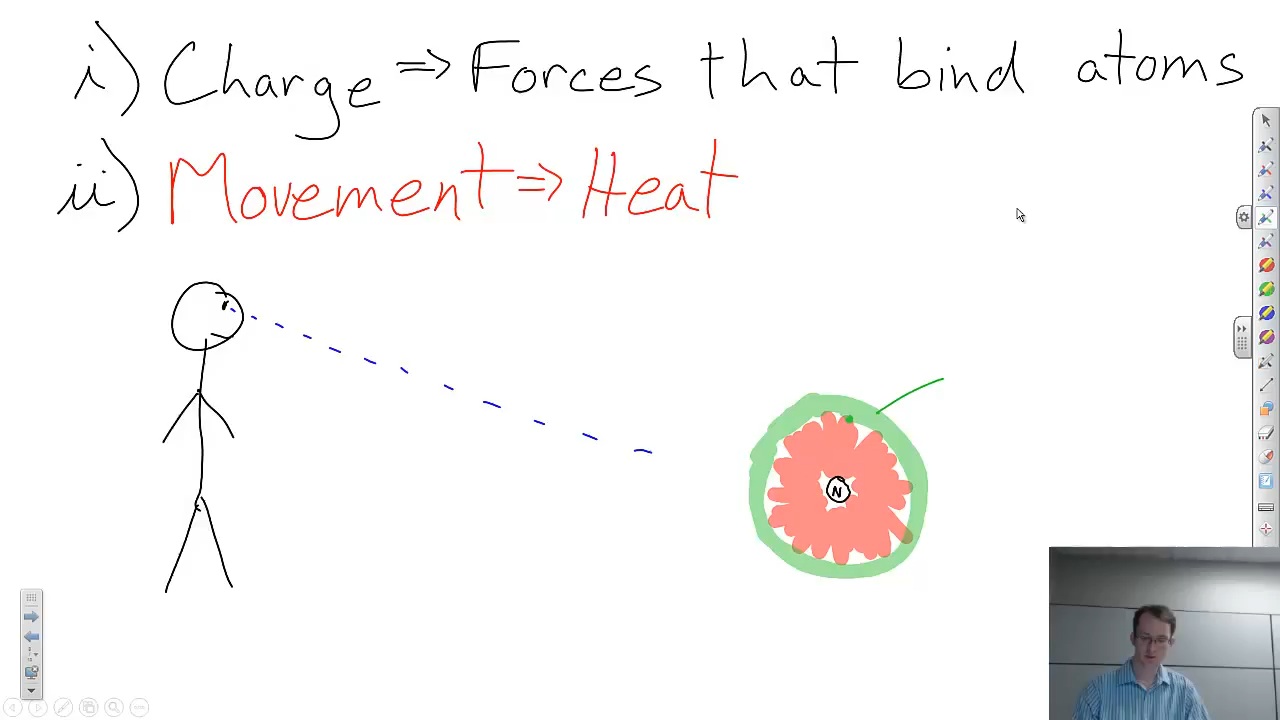 i) Charge => Forces that bind atoms
ii) Movement => Heat
N